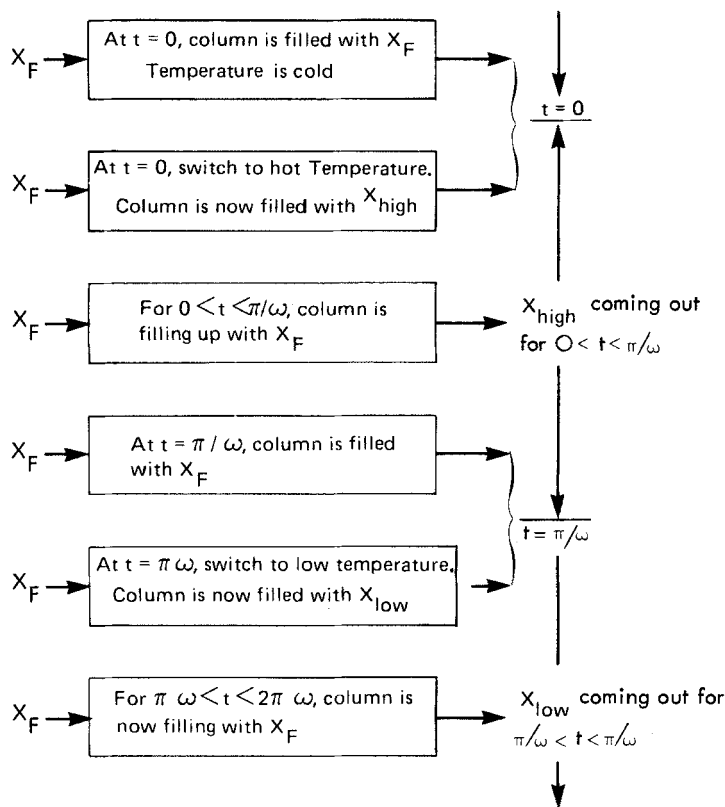 X_F
At t = 0, column is filled with X_F
Temperature is cold
t = 0
X_F
At t = 0, switch to hot Temperature.
Column is now filled with X_high
X_F
For 0 < t < π/ω, column is
filling up with X_F
X_high coming out
for O < t < π/ω
X_F
At t = π / ω, column is filled
with X_F
t = π/ω
X_F
At t = π ω, switch to low temperature.
Column is now filled with X_low
X_F
For π ω < t < 2π ω, column is
now filling with X_F
X_low coming out for
π/ω < t < π/ω